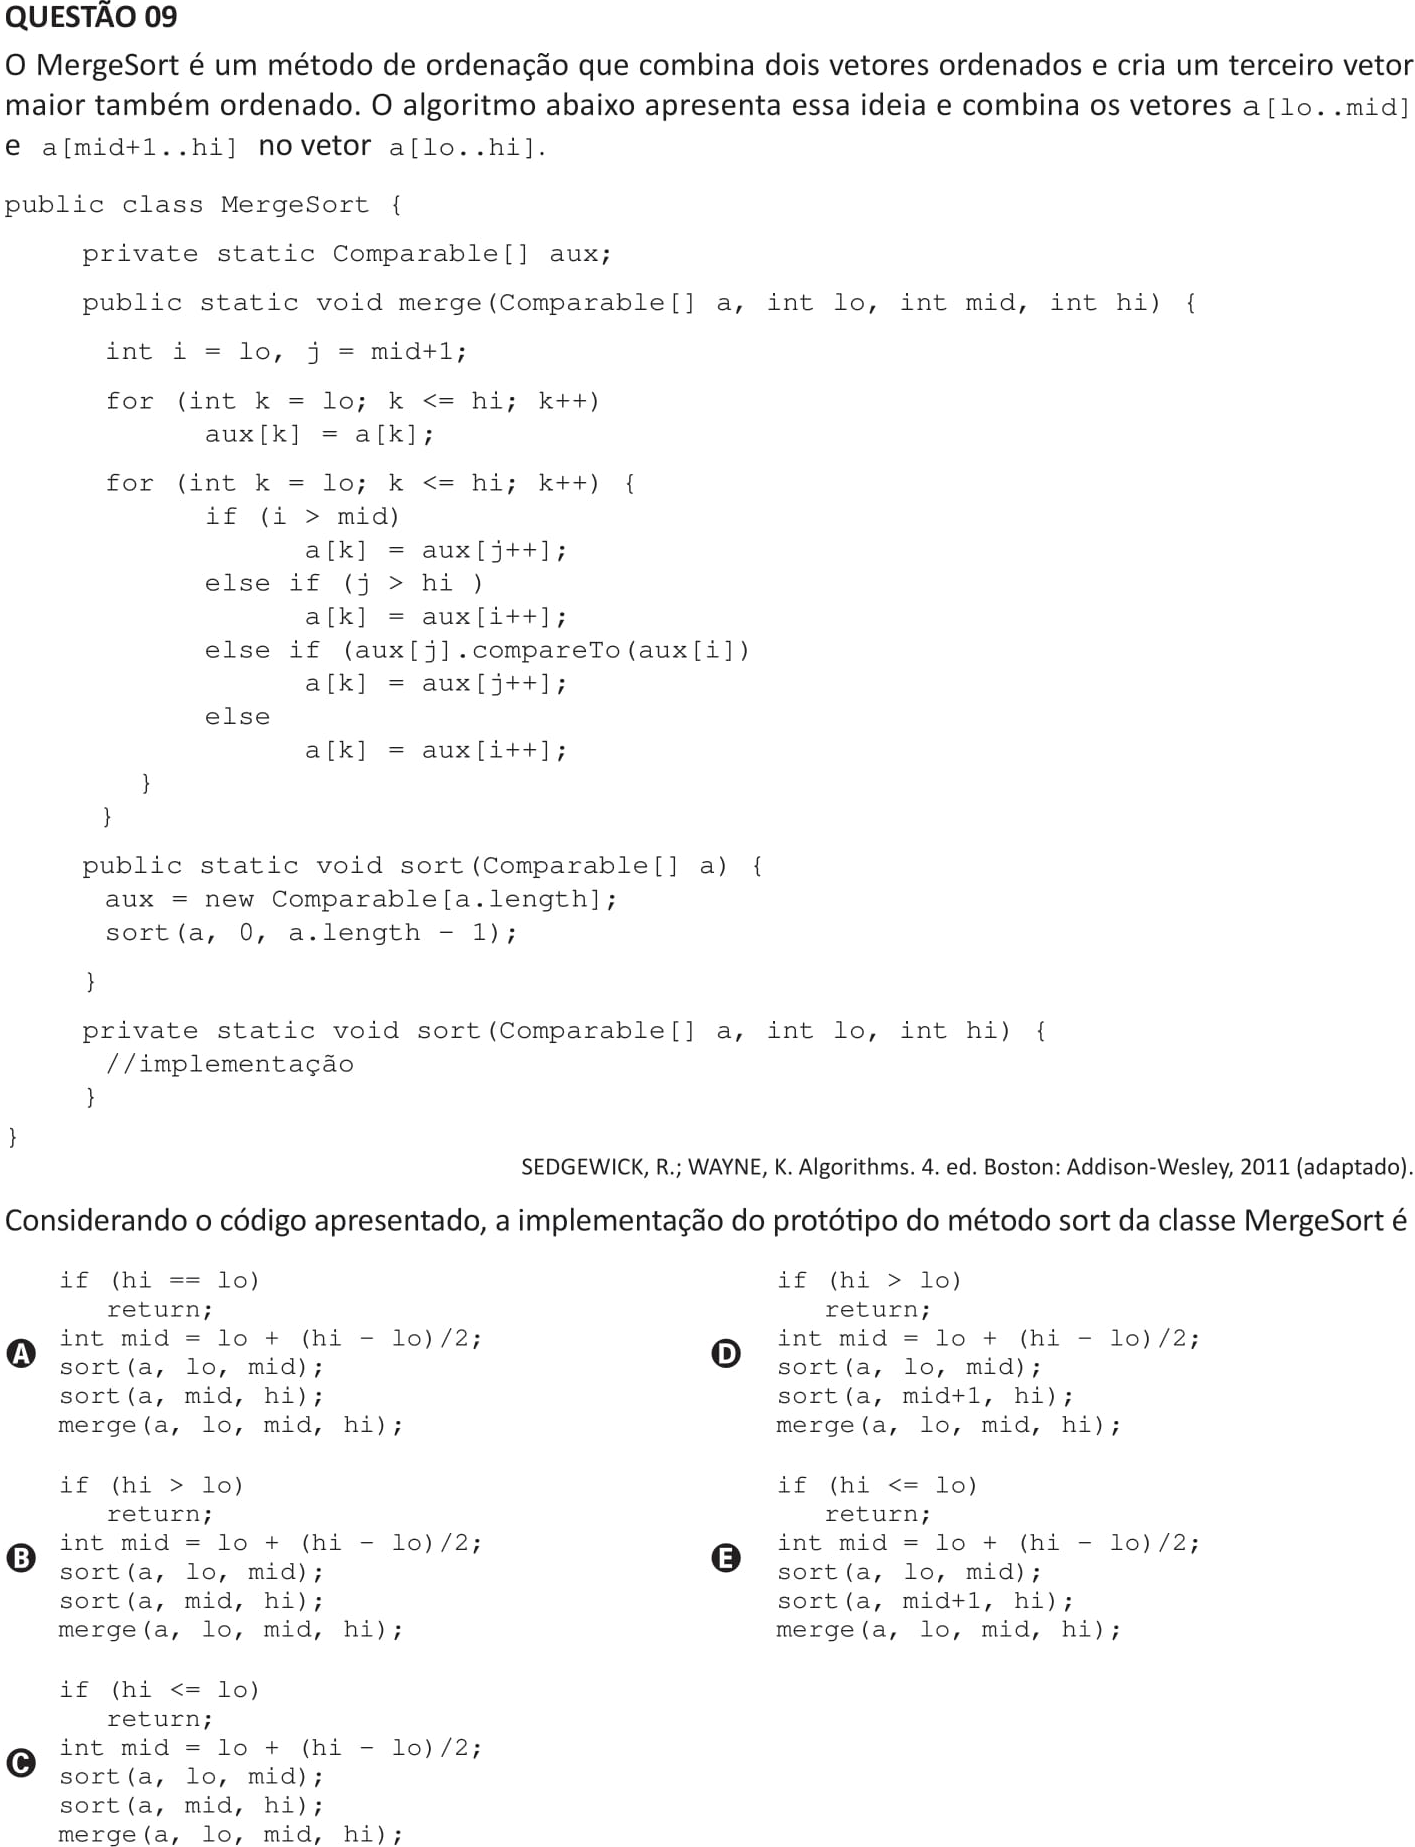 QUESTÃO 09
O MergeSort é um método de ordenação que combina dois vetores ordenados e cria um terceiro vetor
maior também ordenado. O algoritmo abaixo apresenta essa ideia e combina os vetores a[lo..mid]
e a[mid+1..hi] no vetor a[lo..hi].
public class MergeSort {
private static Comparable[] aux;
public static void merge(Comparable[] a, int lo, int mid, int hi) {
int i = lo, j = mid+1;
for (int k = lo; k <= hi; k++)
aux[k] = a[k];
for (int k = lo; k <= hi; k++) {
if (i > mid)
a[k] = aux[j++];
else if (j > hi )
a[k] = aux[i++];
else if (aux[j].compareTo(aux[i])
a[k] = aux[j++];
else
a[k] = aux[i++];
}
}
public static void sort(Comparable[] a) {
aux = new Comparable[a.length];
sort(a, 0, a.length – 1);
}
private static void sort(Comparable[] a, int lo, int hi) {
//implementação
}
}
SEDGEWICK, R.; WAYNE, K. Algorithms. 4. ed. Boston: Addison-Wesley, 2011 (adaptado).
Considerando o código apresentado, a implementação do protótipo do método sort da classe MergeSort é
if (hi == lo)
return;
A int mid = lo + (hi – lo)/2;
sort(a, lo, mid);
sort(a, mid, hi);
merge(a, lo, mid, hi);
if (hi > lo)
return;
B int mid = lo + (hi – lo)/2;
sort(a, lo, mid);
sort(a, mid, hi);
merge(a, lo, mid, hi);
if (hi <= lo)
return;
C int mid = lo + (hi – lo)/2;
sort(a, lo, mid);
sort(a, mid, hi);
merge(a, lo, mid, hi);
if (hi > lo)
return;
D int mid = lo + (hi – lo)/2;
sort(a, lo, mid);
sort(a, mid+1, hi);
merge(a, lo, mid, hi);
if (hi <= lo)
return;
E int mid = lo + (hi – lo)/2;
sort(a, lo, mid);
sort(a, mid+1, hi);
merge(a, lo, mid, hi);